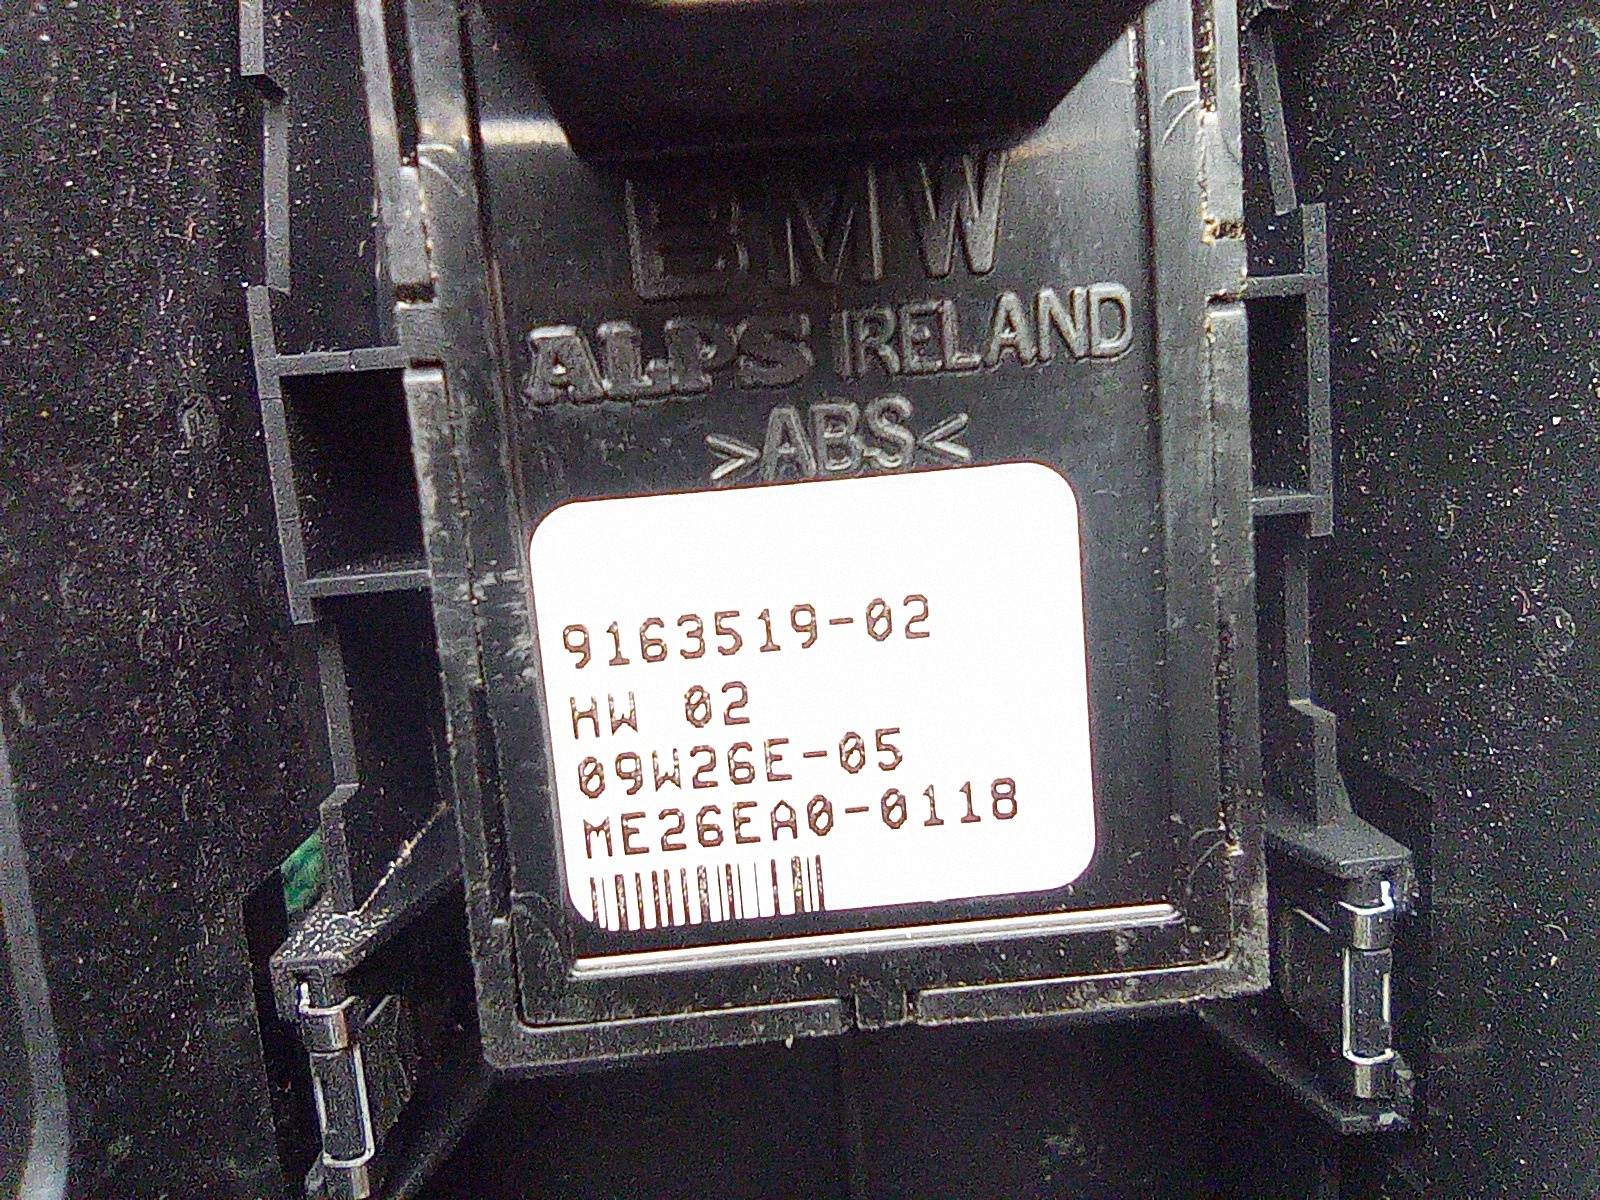 BMW
ALPS IRELAND
>ABS<
9163519-02
HW 02
09W26E-05
ME26EA0-0118